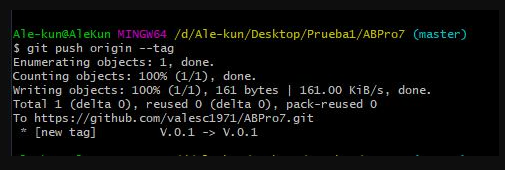 Ale-kun@AleKun MINGW64 /d/Ale-kun/Desktop/Prueba1/ABPro7 (master)
$ git push origin --tag
Enumerating objects: 1, done.
Counting objects: 100% (1/1), done.
Writing objects: 100% (1/1), 161 bytes | 161.00 KiB/s, done.
Total 1 (delta 0), reused 0 (delta 0), pack-reused 0
To https://github.com/valesc1971/ABPro7.git
 * [new tag]         V.0.1 -> V.0.1